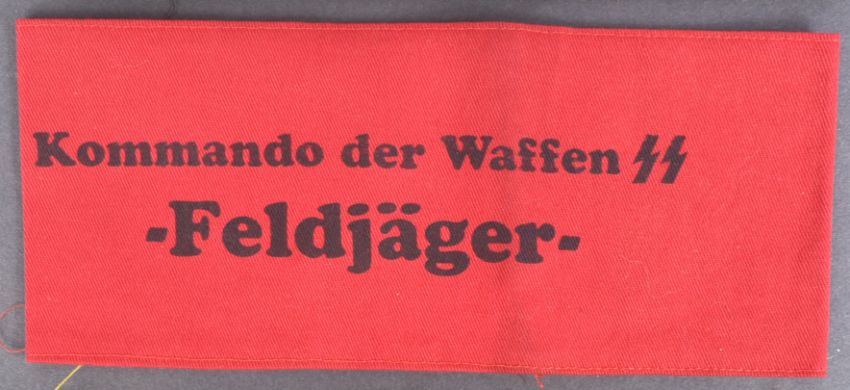 Kommando der Waffen ᛋᛋ
-Feldjäger-